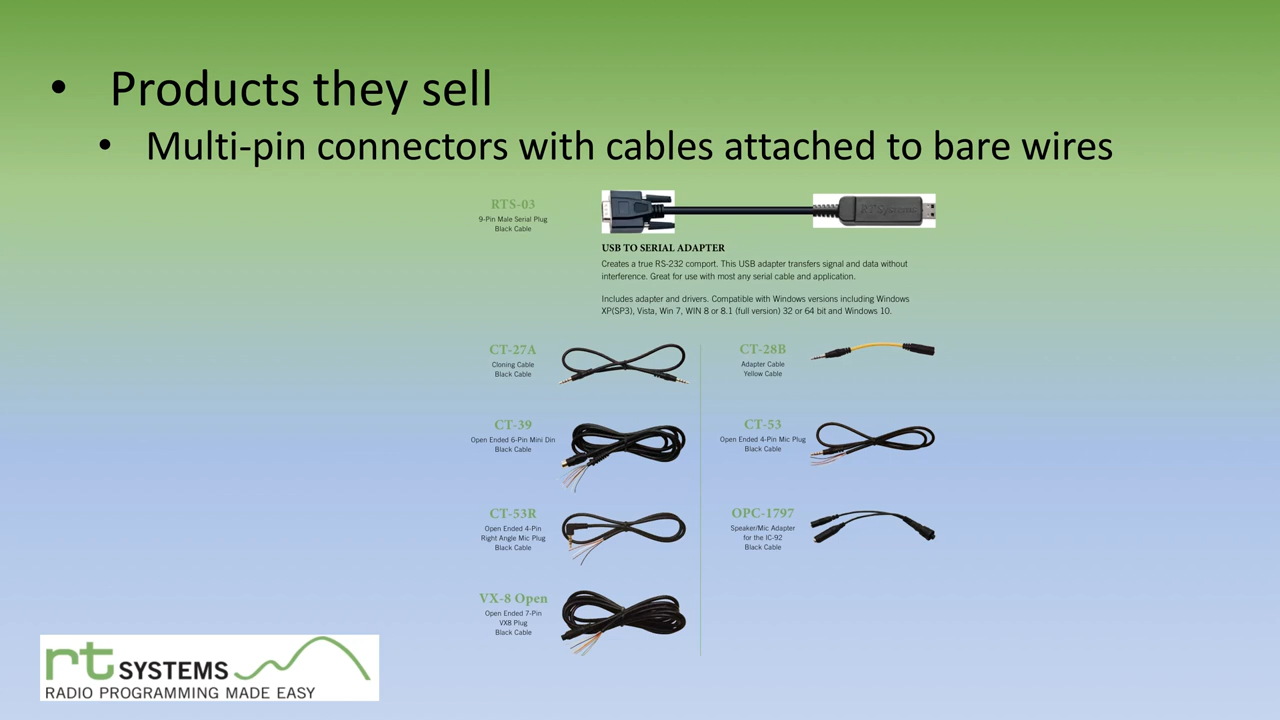 • Products they sell
• Multi-pin connectors with cables attached to bare wires
RTS-03
9-Pin Male Serial Plug
Black Cable
RT Systems
USB TO SERIAL ADAPTER
Creates a true RS-232 comport. This USB adapter transfers signal and data without
interference. Great for use with most any serial cable and application.
Includes adapter and drivers. Compatible with Windows versions including Windows
XP(SP3), Vista, Win 7, WIN 8 or 8.1 (full version) 32 or 64 bit and Windows 10.
CT-27A
Cloning Cable
Black Cable
CT-28B
Adapter Cable
Yellow Cable
CT-39
Open Ended 6-Pin Mini Din
Black Cable
CT-53
Open Ended 4-Pin Mic Plug
Black Cable
CT-53R
Open Ended 4-Pin
Right Angle Mic Plug
Black Cable
OPC-1797
Speaker/Mic Adapter
for the IC-92
Black Cable
VX-8 Open
Open Ended 7-Pin
VX8 Plug
Black Cable
rt SYSTEMS
RADIO PROGRAMMING MADE EASY